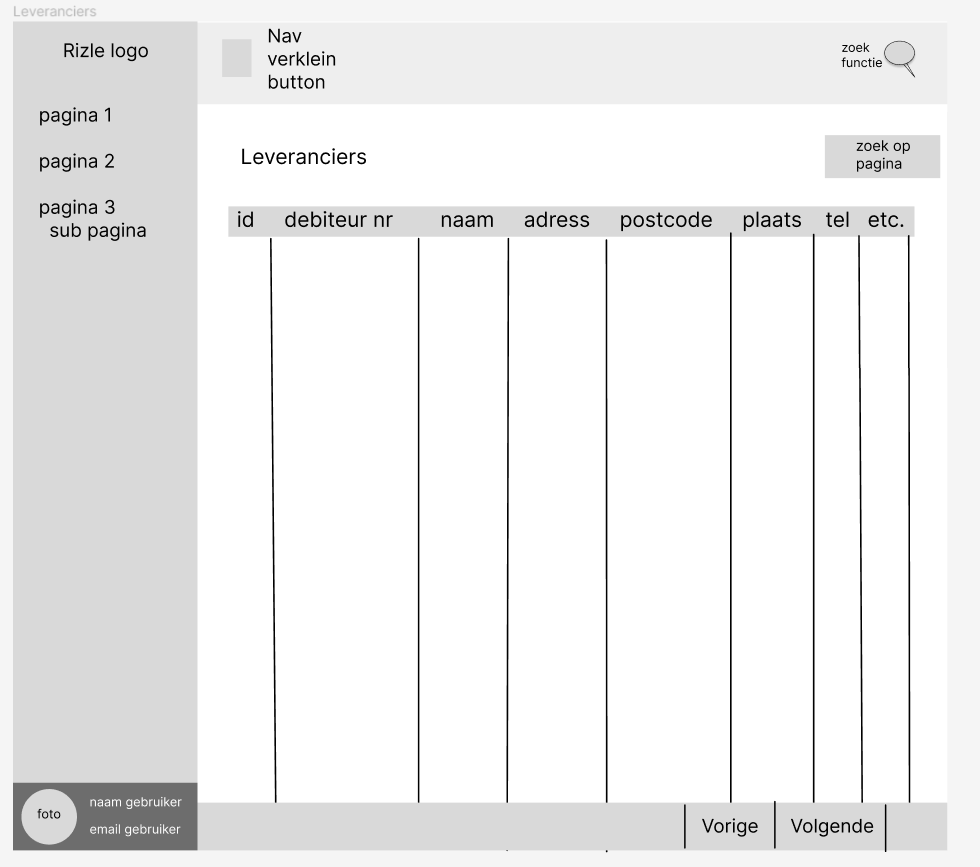 Leveranciers
Rizle logo
pagina 1
pagina 2
pagina 3
sub pagina
foto
naam gebruiker
email gebruiker
Nav
verklein
button
zoek
functie
Leveranciers
zoek op
pagina
id debiteur nr naam adress postcode plaats tel etc.
Vorige Volgende